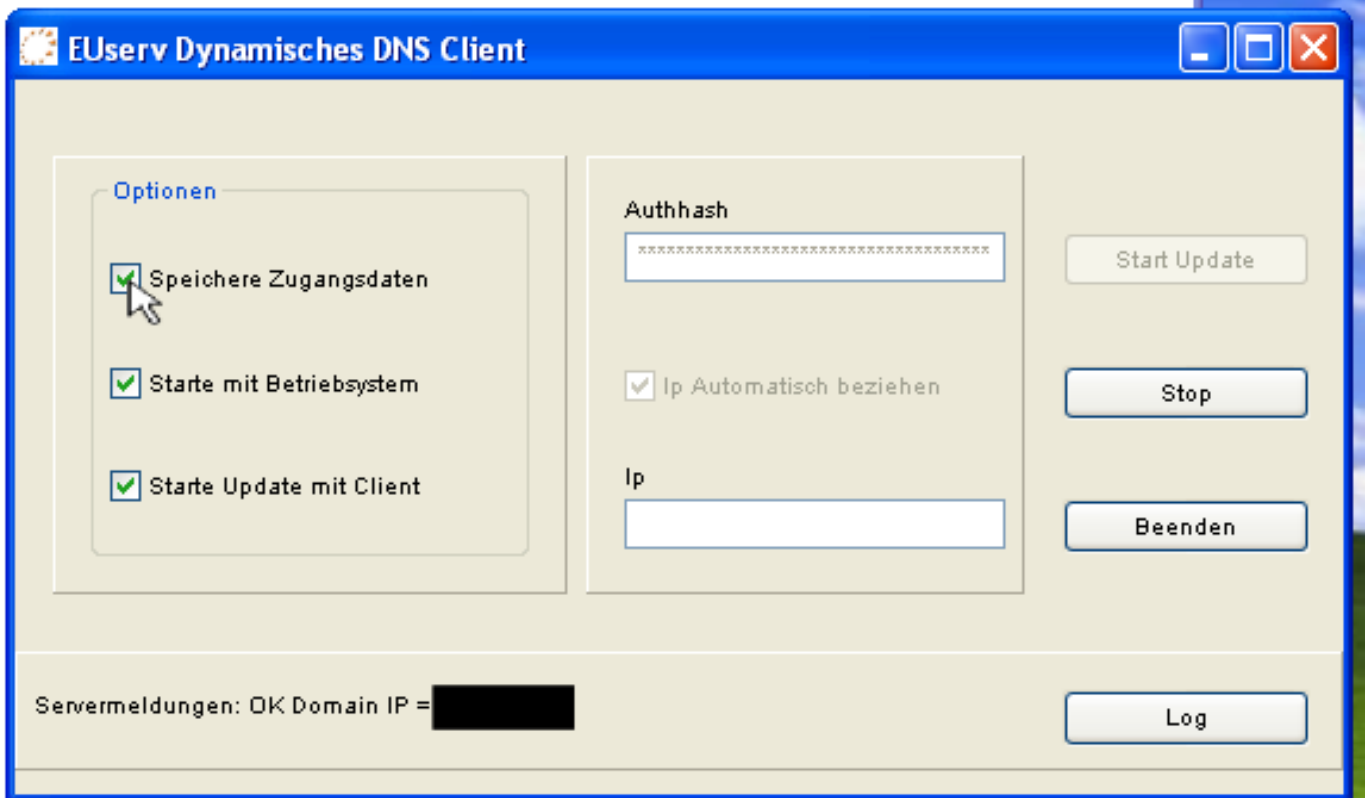 EUserv Dynamisches DNS Client
Optionen
Speichere Zugangsdaten
Starte mit Betriebsystem
Starte Update mit Client
Authhash
*************************************
Ip Automatisch beziehen
Ip
Start Update
Stop
Beenden
Servermeldungen: OK Domain IP =
Log